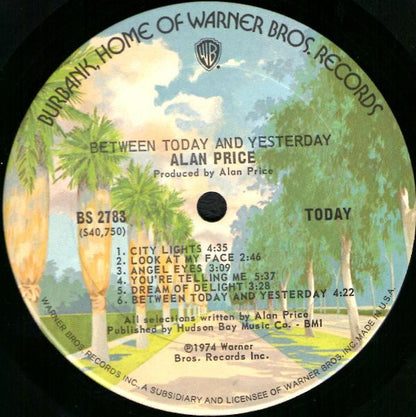 BURBANK, HOME OF WARNER BROS. RECORDS
WB
BETWEEN TODAY AND YESTERDAY
ALAN PRICE
Produced by Alan Price
BS 2783
(S40,750)
TODAY
1. CITY LIGHTS 4:35
2. LOOK AT MY FACE 2:46
3. ANGEL EYES 3:09
4. YOU'RE TELLING ME 5:37
5. DREAM OF DELIGHT 3:28
6. BETWEEN TODAY AND YESTERDAY 4:22
All selections written by Alan Price
Published by Hudson Bay Music Co. - BMI
℗1974 Warner
Bros. Records Inc.
WARNER BROS. RECORDS INC., A SUBSIDIARY AND LICENSEE OF WARNER BROS. INC. MADE IN U.S.A.